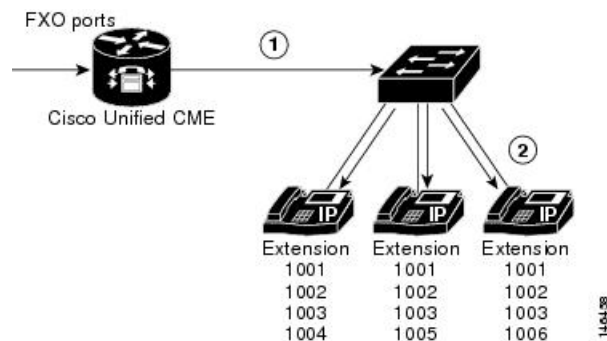 FXO ports
1
Cisco Unified CME
2
IP IP IP
Extension Extension Extension
1001 1001 1001
1002 1002 1002
1003 1003 1003
1004 1005 1006
146458